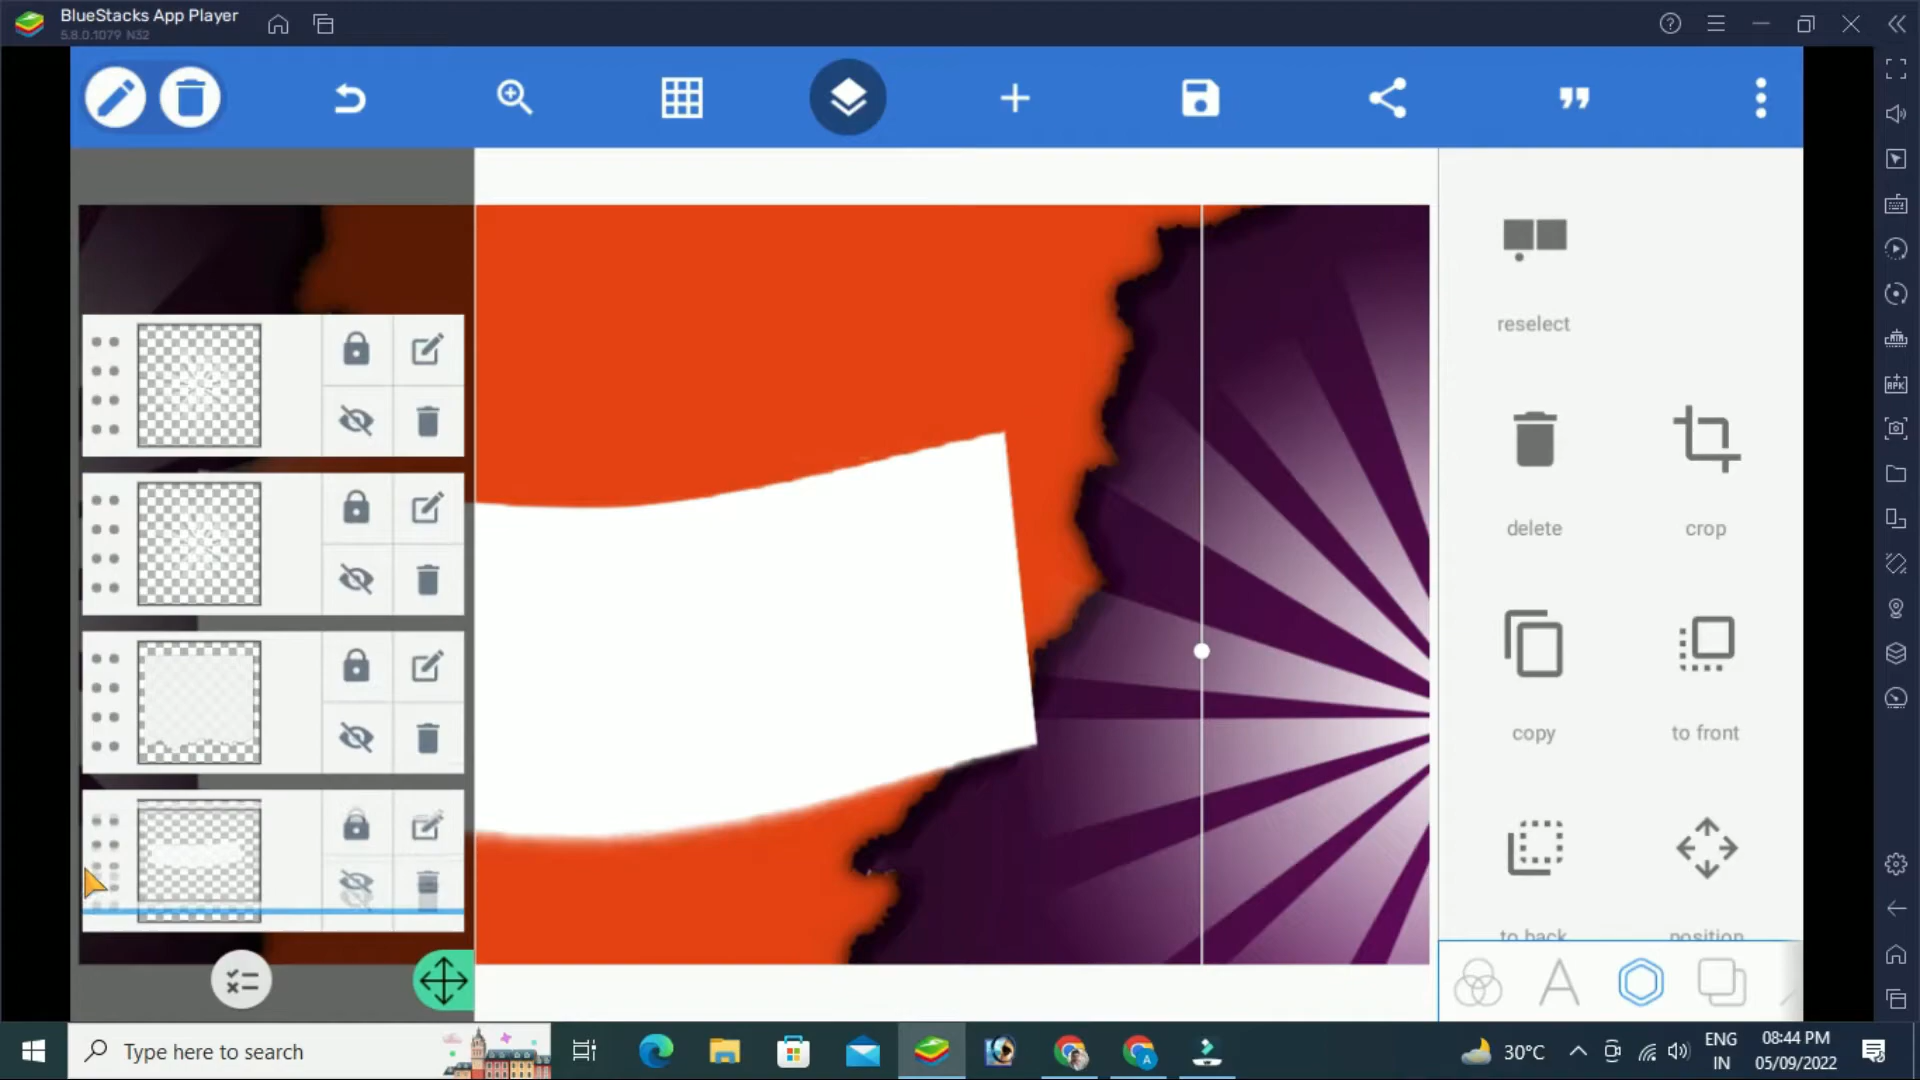 BlueStacks App Player
5.8.0.1079 N32
reselect
delete
crop
copy
to front
to back
position
Type here to search
30°C
ENG
IN
08:44 PM
05/09/2022